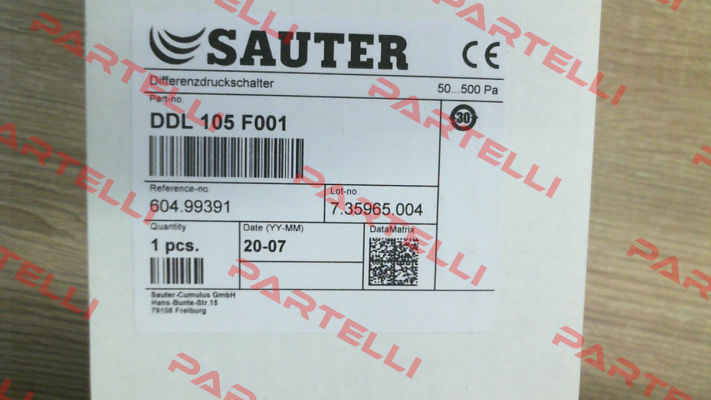 SAUTER
CE
Differenzdruckschalter
50...500 Pa
Part-no.
DDL 105 F001
30
Reference-no.
604.99391
Lot-no.
7.35965.004
Quantity
1 pcs.
Date (YY-MM)
20-07
DataMatrix
Sauter-Cumulus GmbH
Hans-Bunte-Str.15
79108 Freiburg
PARTELLI
PARTELLI
PARTELLI
PARTELLI
PARTELLI
PARTELLI
PARTELLI
PARTELLI
PARTELLI